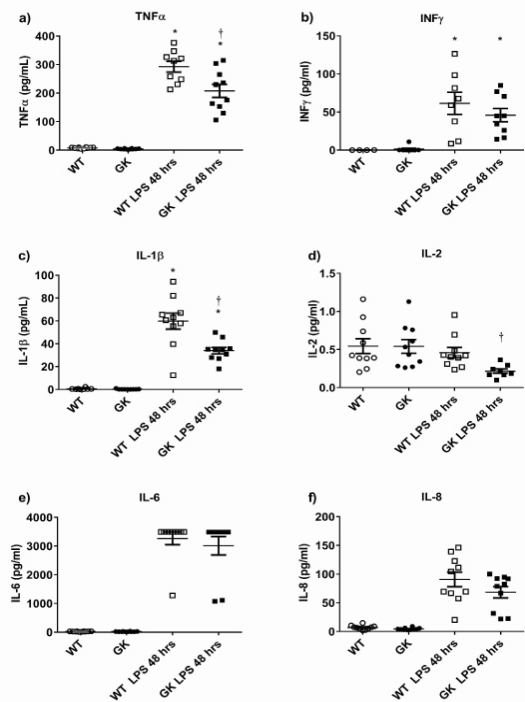 a) TNFα
TNFα (pg/mL)
400
300
200
100
0
*
†
*
WT
GK
WT LPS 48 hrs
GK LPS 48 hrs
b) INFγ
INFγ (pg/mL)
150
100
50
0
*
*
WT
GK
WT LPS 48 hrs
GK LPS 48 hrs
c) IL-1β
IL-1β (pg/mL)
100
80
60
40
20
0
*
†
*
WT
GK
WT LPS 48 hrs
GK LPS 48 hrs
d) IL-2
IL-2 (pg/ml)
1.5
1.0
0.5
0.0
†
WT
GK
WT LPS 48 hrs
GK LPS 48 hrs
e) IL-6
IL-6 (pg/ml)
4000
3000
2000
1000
0
WT
GK
WT LPS 48 hrs
GK LPS 48 hrs
f) IL-8
IL-8 (pg/ml)
200
150
100
50
0
WT
GK
WT LPS 48 hrs
GK LPS 48 hrs